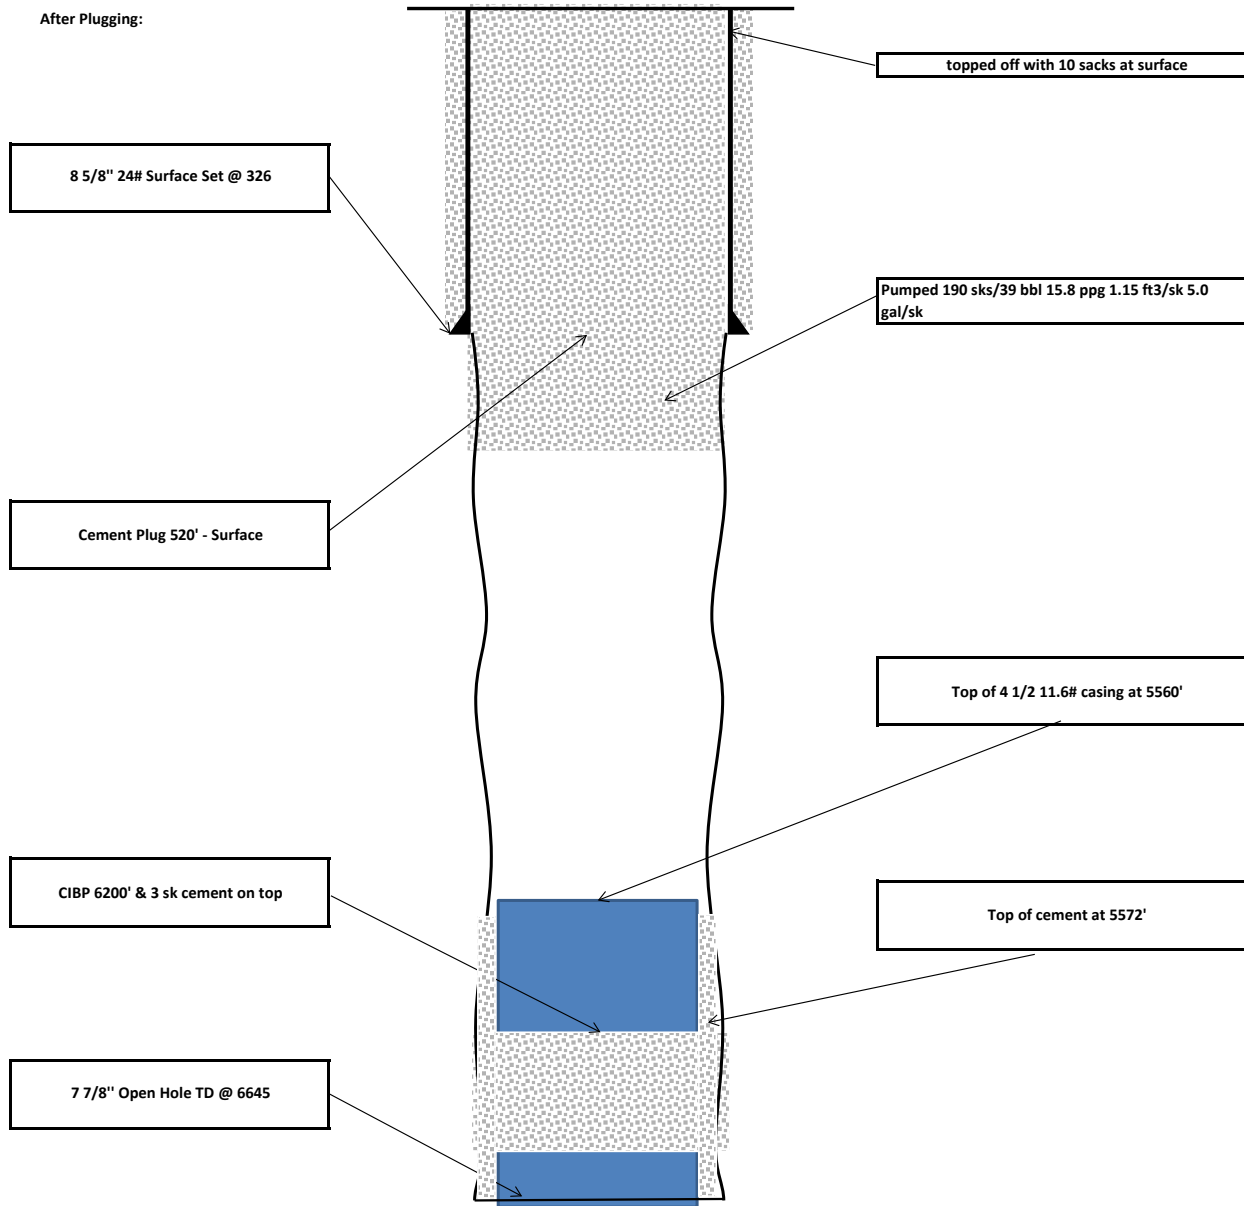 After Plugging:
topped off with 10 sacks at surface
8 5/8" 24# Surface Set @ 326
Pumped 190 sks/39 bbl 15.8 ppg 1.15 ft3/sk 5.0
gal/sk
Cement Plug 520' - Surface
Top of 4 1/2 11.6# casing at 5560'
CIBP 6200' & 3 sk cement on top
Top of cement at 5572'
7 7/8" Open Hole TD @ 6645